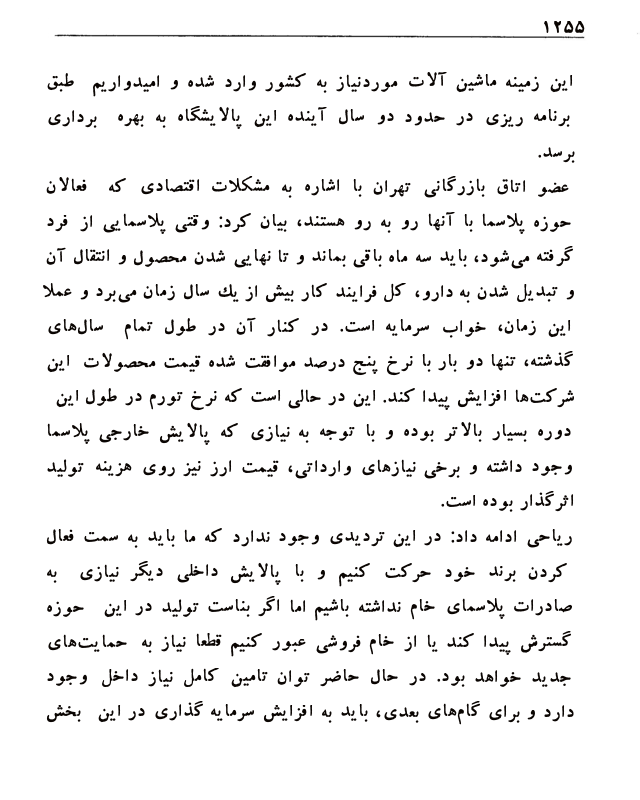 ۱۲۵۵
این زمینه ماشین آلات موردنیاز به کشور وارد شده و امیدواریم طبق
برنامه ریزی در حدود دو سال آینده این پالایشگاه به بهره برداری
برسد.
عضو اتاق بازرگانی تهران با اشاره به مشکلات اقتصادی که فعالان
حوزه پلاسما با آنها رو به رو هستند، بیان کرد: وقتی پلاسمایی از فرد
گرفته می‌شود، باید سه ماه باقی بماند و تا نهایی شدن محصول و انتقال آن
و تبدیل شدن به دارو، کل فرایند کار بیش از یك سال زمان می‌برد و عملا
این زمان، خواب سرمایه است. در کنار آن در طول تمام سال‌های
گذشته، تنها دو بار با نرخ پنج درصد موافقت شده قیمت محصولات این
شرکت‌ها افزایش پیدا کند. این در حالی است که نرخ تورم در طول این
دوره بسیار بالاتر بوده و با توجه به نیازی که پالایش خارجی پلاسما
وجود داشته و برخی نیازهای وارداتی، قیمت ارز نیز روی هزینه تولید
اثرگذار بوده است.
ریاحی ادامه داد: در این تردیدی وجود ندارد که ما باید به سمت فعال
کردن برند خود حرکت کنیم و با پالایش داخلی دیگر نیازی به
صادرات پلاسمای خام نداشته باشیم اما اگر بناست تولید در این حوزه
گسترش پیدا کند یا از خام فروشی عبور کنیم قطعا نیاز به حمایت‌های
جدید خواهد بود. در حال حاضر توان تامین کامل نیاز داخل وجود
دارد و برای گام‌های بعدی، باید به افزایش سرمایه گذاری در این بخش